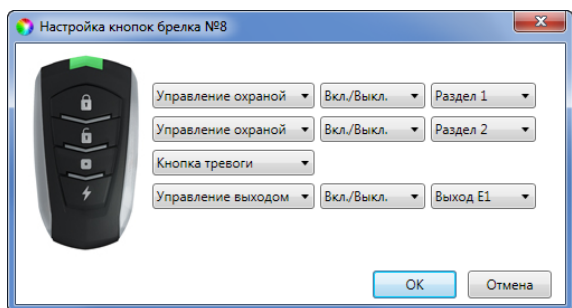 Настройка кнопок брелка №8
Управление охраной Вкл./Выкл. Раздел 1
Управление охраной Вкл./Выкл. Раздел 2
Кнопка тревоги
Управление выходом Вкл./Выкл. Выход E1
OK Отмена